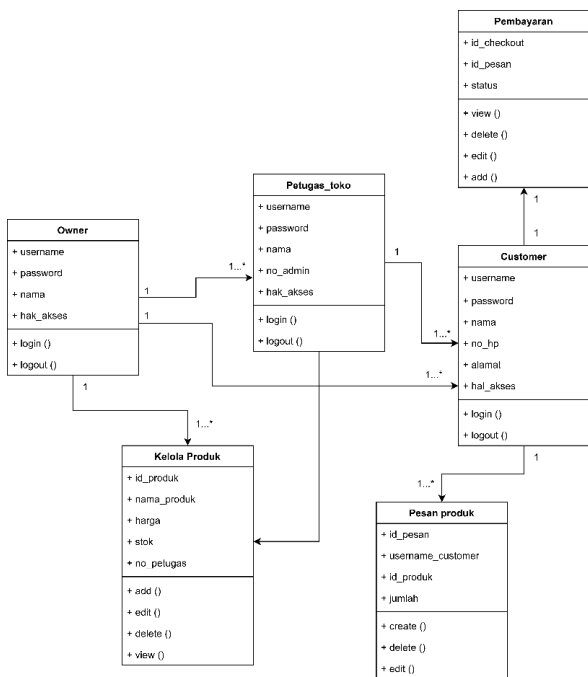 Pembayaran
+ id_checkout
+ id_pesan
+ status
+ view ()
+ delete ()
+ edit ()
+ add ()
1
1
Petugas_toko
+ username
+ password
+ nama
+ no_admin
+ hak_akses
+ login ()
+ logout ()
Owner
+ username
+ password
+ nama
+ hak_akses
+ login ()
+ logout ()
1
1...*
1
1...*
1
1...*
1
1...*
Customer
+ username
+ password
+ nama
+ no_hp
+ alamat
+ hal_akses
+ login ()
+ logout ()
1
1...*
Kelola Produk
+ id_produk
+ nama_produk
+ harga
+ stok
+ no_petugas
+ add ()
+ edit ()
+ delete ()
+ view ()
Pesan produk
+ id_pesan
+ username_customer
+ id_produk
+ jumlah
+ create ()
+ delete ()
+ edit ()